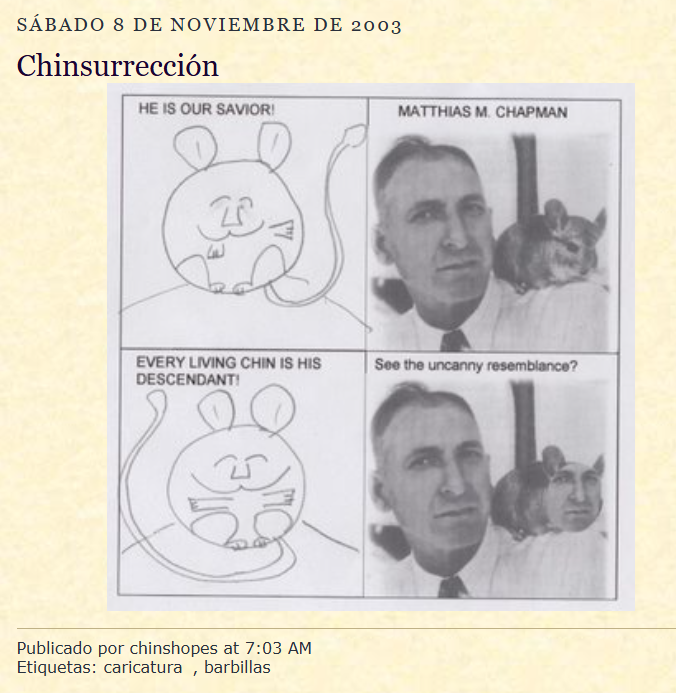 SÁBADO 8 DE NOVIEMBRE DE 2003
Chinsurrección
HE IS OUR SAVIOR!
MATTHIAS M. CHAPMAN
EVERY LIVING CHIN IS HIS
DESCENDANT!
See the uncanny resemblance?
Publicado por chinshopes at 7:03 AM
Etiquetas: caricatura , barbillas